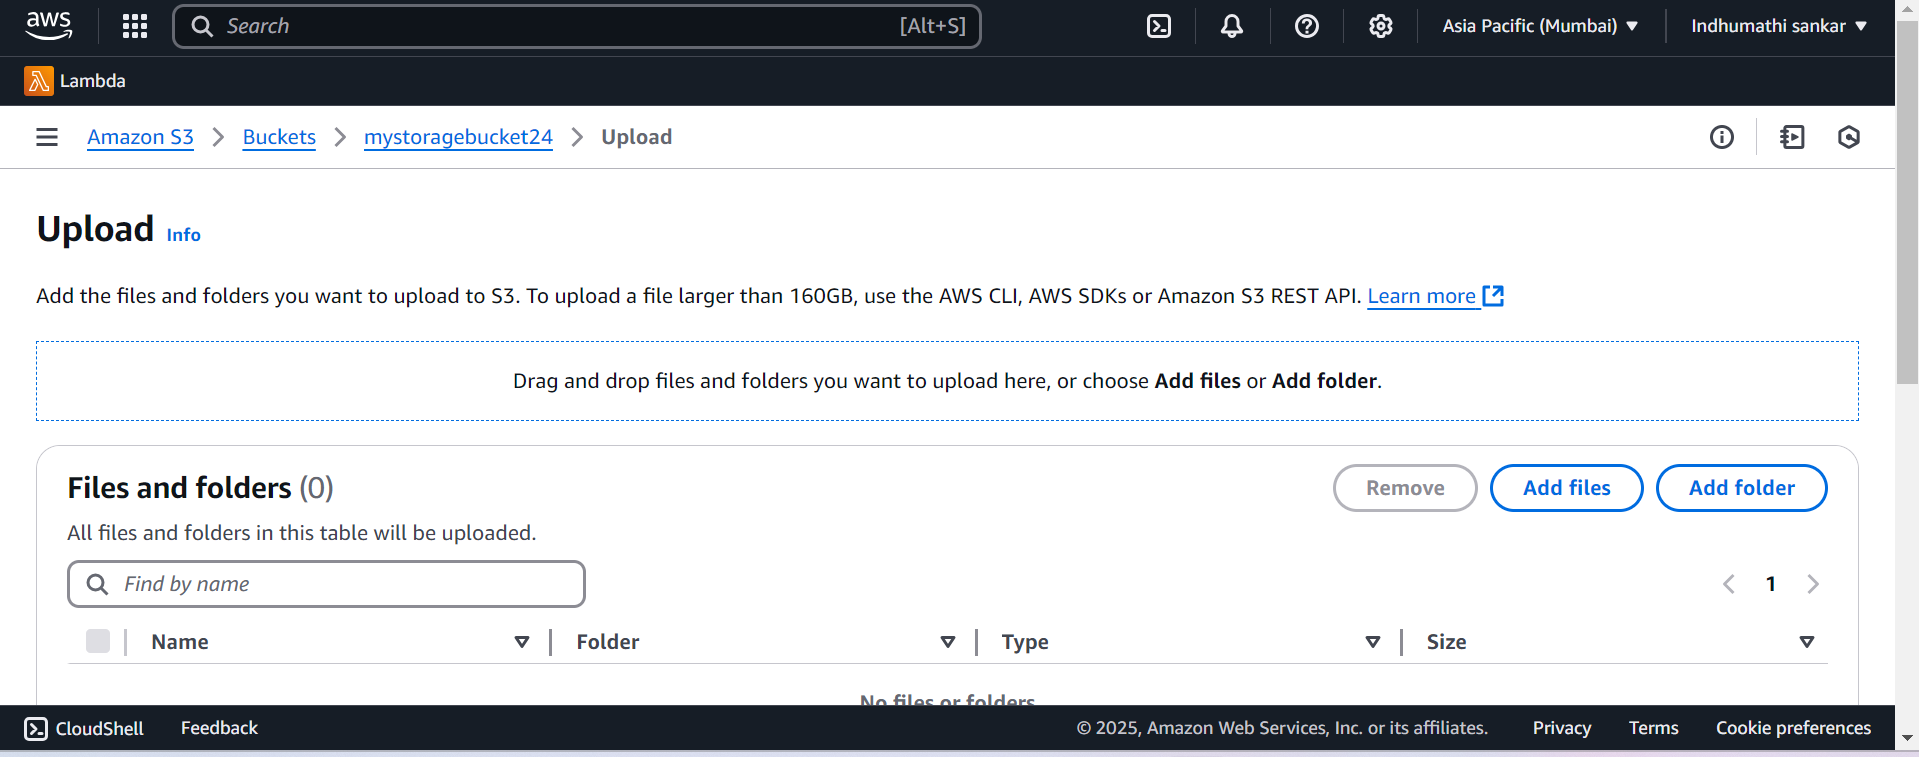 aws Search [Alt+S] Asia Pacific (Mumbai) Indhumathi sankar
Lambda
Amazon S3 Buckets mystoragebucket24 Upload
Upload Info
Add the files and folders you want to upload to S3. To upload a file larger than 160GB, use the AWS CLI, AWS SDKs or Amazon S3 REST API. Learn more
Drag and drop files and folders you want to upload here, or choose Add files or Add folder.
Files and folders (0) Remove Add files Add folder
All files and folders in this table will be uploaded.
Find by name 1
Name Folder Type Size
No files or folders
CloudShell Feedback © 2025, Amazon Web Services, Inc. or its affiliates. Privacy Terms Cookie preferences